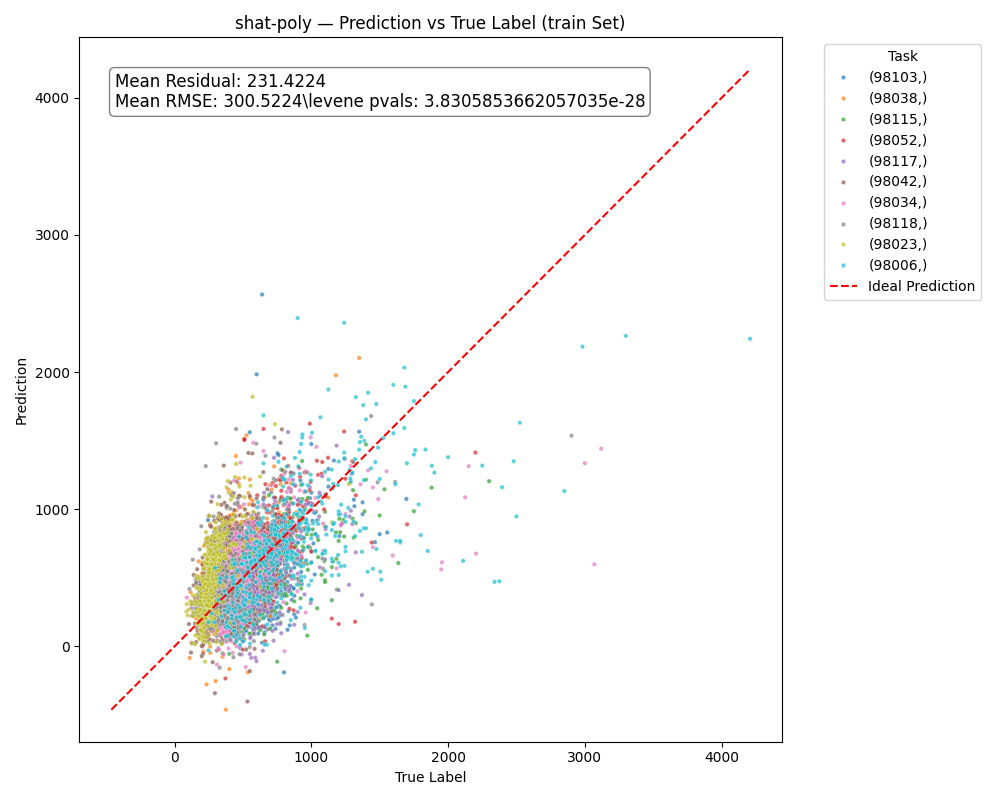 shat-poly — Prediction vs True Label (train Set)
Mean Residual: 231.4224
Mean RMSE: 300.5224\levene pvals: 3.8305853662057035e-28
Task
(98103,)
(98038,)
(98115,)
(98052,)
(98117,)
(98042,)
(98034,)
(98118,)
(98023,)
(98006,)
Ideal Prediction
Prediction
4000
3000
2000
1000
0
0 1000 2000 3000 4000
True Label